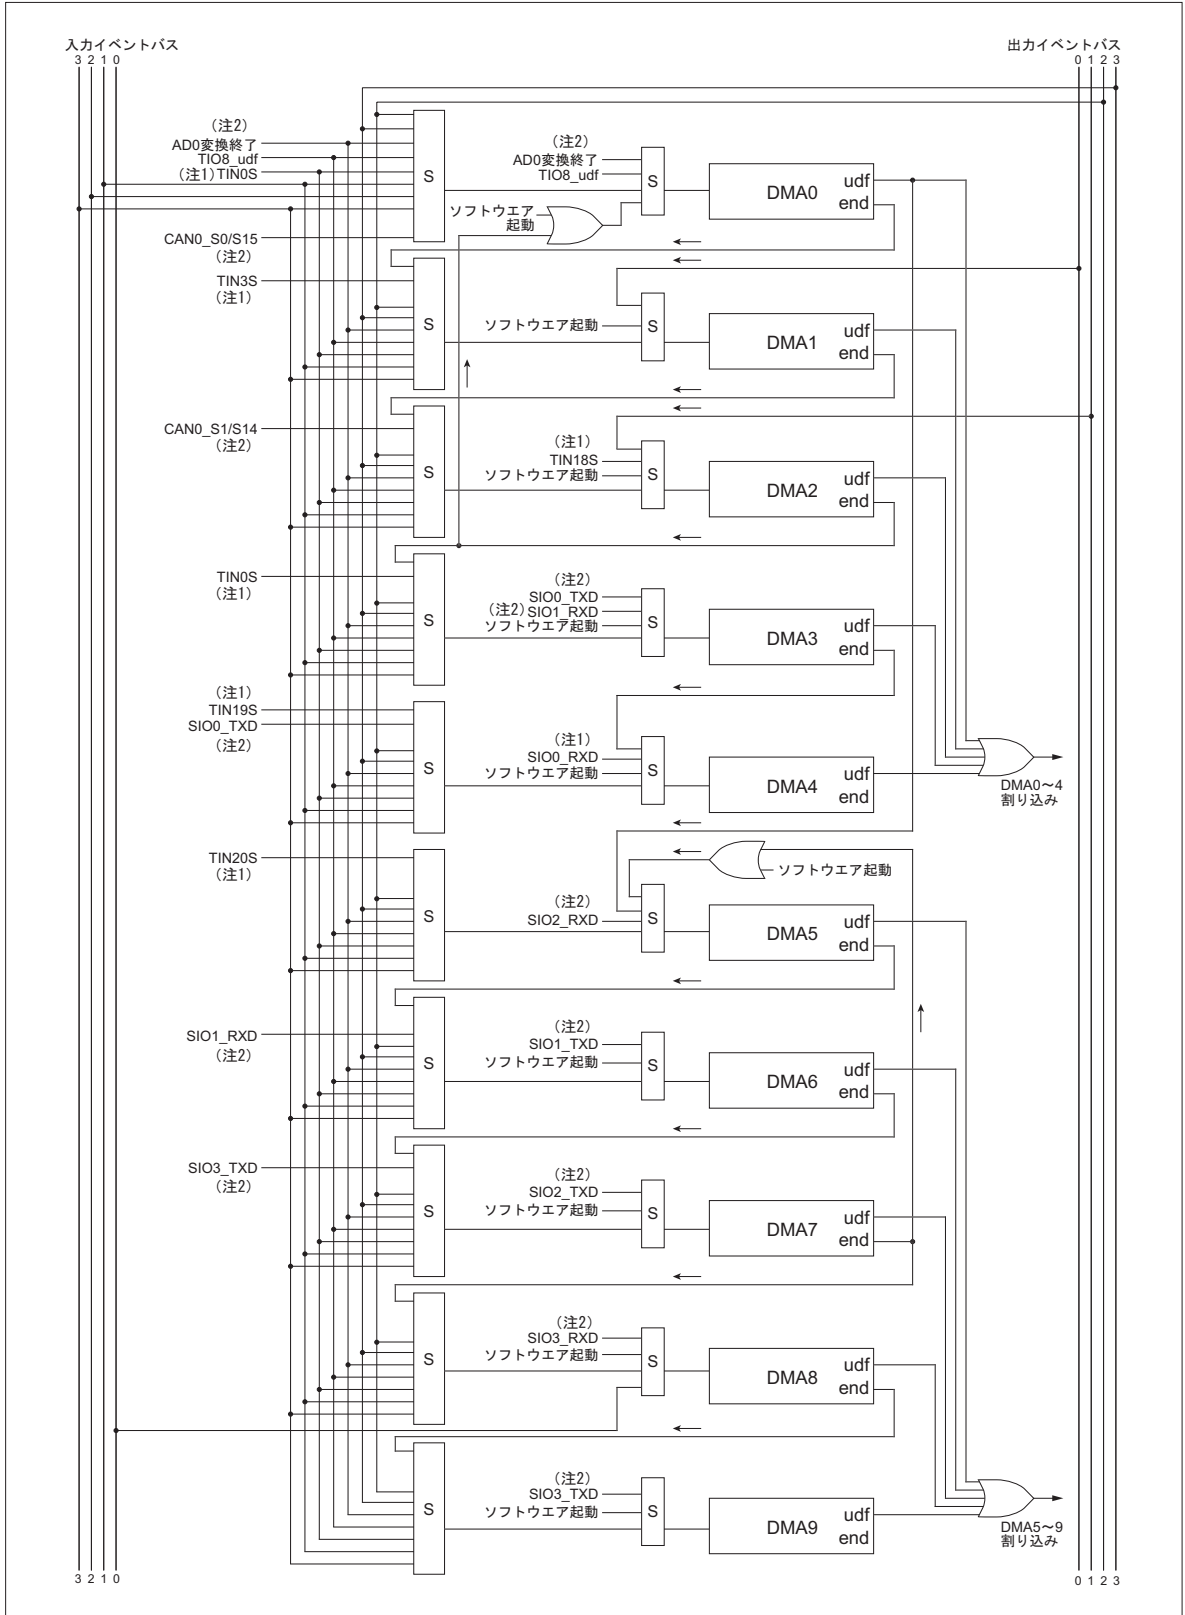 入力イベントバス
3 2 1 0
出力イベントバス
0 1 2 3
(注2)
AD0変換終了
TIO8_udf
(注1)TIN0S
S
(注2)
AD0変換終了
TIO8_udf
S
ソフトウエア
起動
DMA0
udf
end
CAN0_S0/S15
(注2)
TIN3S
(注1)
S
ソフトウエア起動
S
DMA1
udf
end
CAN0_S1/S14
(注2)
S
(注1)
TIN18S
ソフトウエア起動
S
DMA2
udf
end
TIN0S
(注1)
S
(注2)
SIO0_TXD
(注2)SIO1_RXD
ソフトウエア起動
S
DMA3
udf
end
(注1)
TIN19S
SIO0_TXD
(注2)
S
(注1)
SIO0_RXD
ソフトウエア起動
S
DMA4
udf
end
DMA0～4
割り込み
TIN20S
(注1)
S
ソフトウエア起動
(注2)
SIO2_RXD
S
DMA5
udf
end
SIO1_RXD
(注2)
S
(注2)
SIO1_TXD
ソフトウエア起動
S
DMA6
udf
end
SIO3_TXD
(注2)
S
(注2)
SIO2_TXD
ソフトウエア起動
S
DMA7
udf
end
S
(注2)
SIO3_RXD
ソフトウエア起動
S
DMA8
udf
end
S
(注2)
SIO3_TXD
ソフトウエア起動
S
DMA9
udf
end
DMA5～9
割り込み
3 2 1 0
0 1 2 3